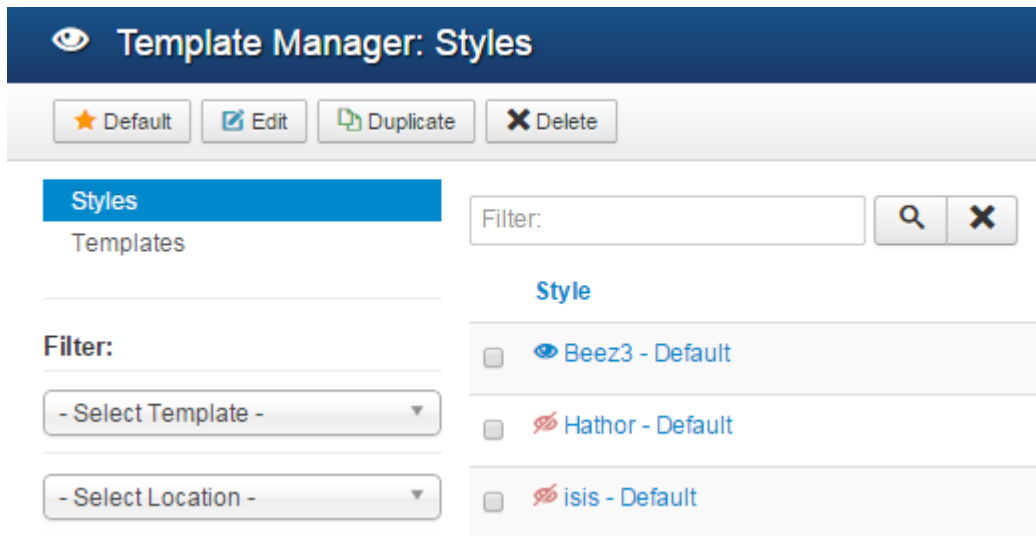 Template Manager: Styles
Default Edit Duplicate Delete
Styles
Templates
Filter:
- Select Template -
- Select Location -
Filter:
Style
Beez3 - Default
Hathor - Default
isis - Default